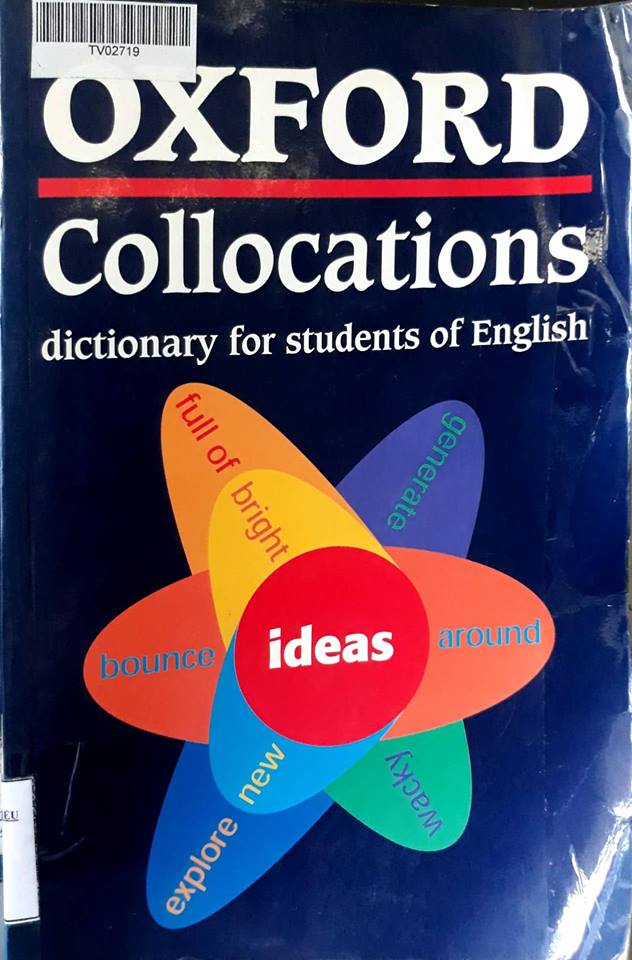 TV02719
OXFORD
Collocations
dictionary for students of English
full of
bright
generate
ideas
bounce
around
new
explore
wacky